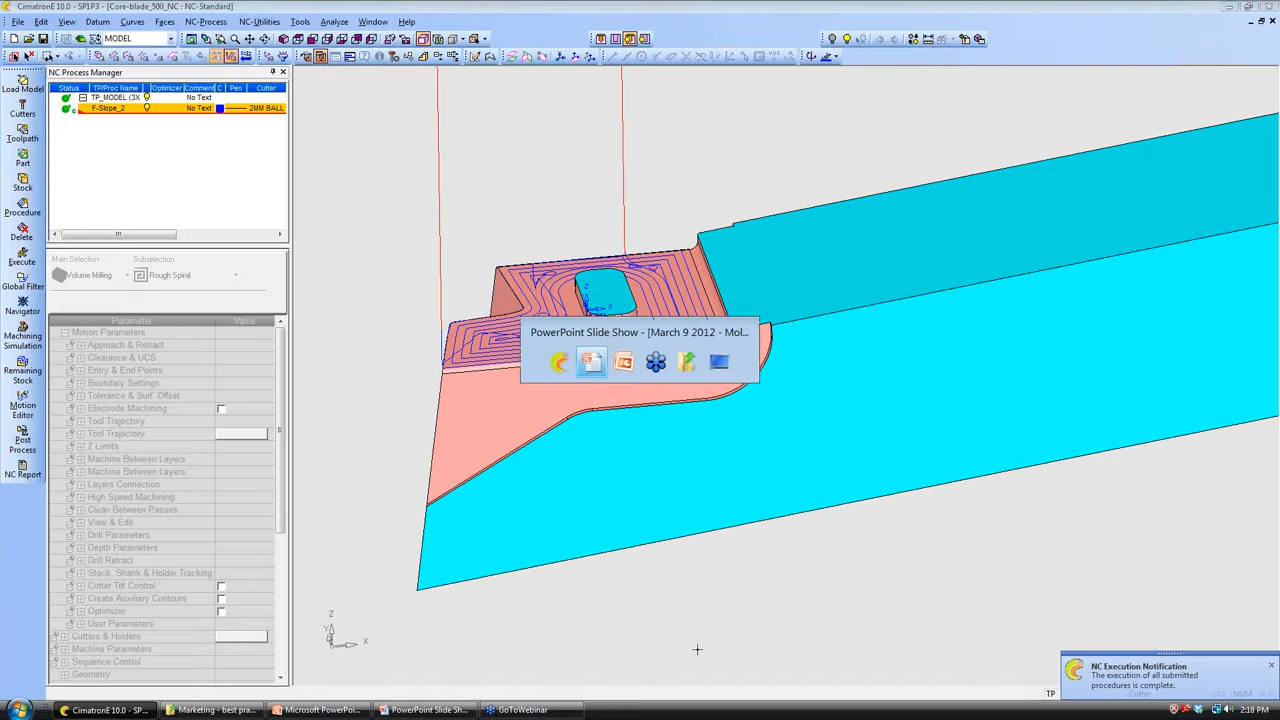 CimatronE 10.0 - SP1P3 - [Core-blade_500_NC : NC-Standard]
File Edit View Datum Curves Faces NC-Process NC-Utilities Tools Analyze Window Help
MODEL
NC Process Manager
Status TP/Proc Name Optimizer Comment C Pen Cutter
TP_MODEL (3X No Text
F-Slope_2 No Text 2MM BALL
Load Model
Cutters
Toolpath
Part
Stock
Procedure
Delete
Execute
Global Filter
Navigator
Machining
Simulation
Remaining
Stock
Motion
Editor
Post
Process
NC Report
Main Selection Subselection
Volume Milling Rough Spiral
Parameter Value
Motion Parameters
Approach & Retract
Clearance & UCS
Entry & End Points
Boundary Settings
Tolerance & Surf. Offset
Electrode Machining
Tool Trajectory
Tool Trajectory
Z Limits
Machine Between Layers
Machine Between Layers
Layers Connection
High Speed Machining
Clean Between Passes
View & Edit
Drill Parameters
Depth Parameters
Drill Retract
Stock, Shank & Holder Tracking
Cutter Tilt Control
Create Auxiliary Contours
Optimizer
User Parameters
Cutters & Holders
Machine Parameters
Sequence Control
Geometry
Z
X
PowerPoint Slide Show - [March 9 2012 - Mol...
Z
Y
X
NC Execution Notification
The execution of all submitted
procedures is complete.
TP
Cutter
NUM
CimatronE 10.0 - SP... Marketing - best pra... Microsoft PowerPoi... PowerPoint Slide Sh... GoToWebinar 2:18 PM